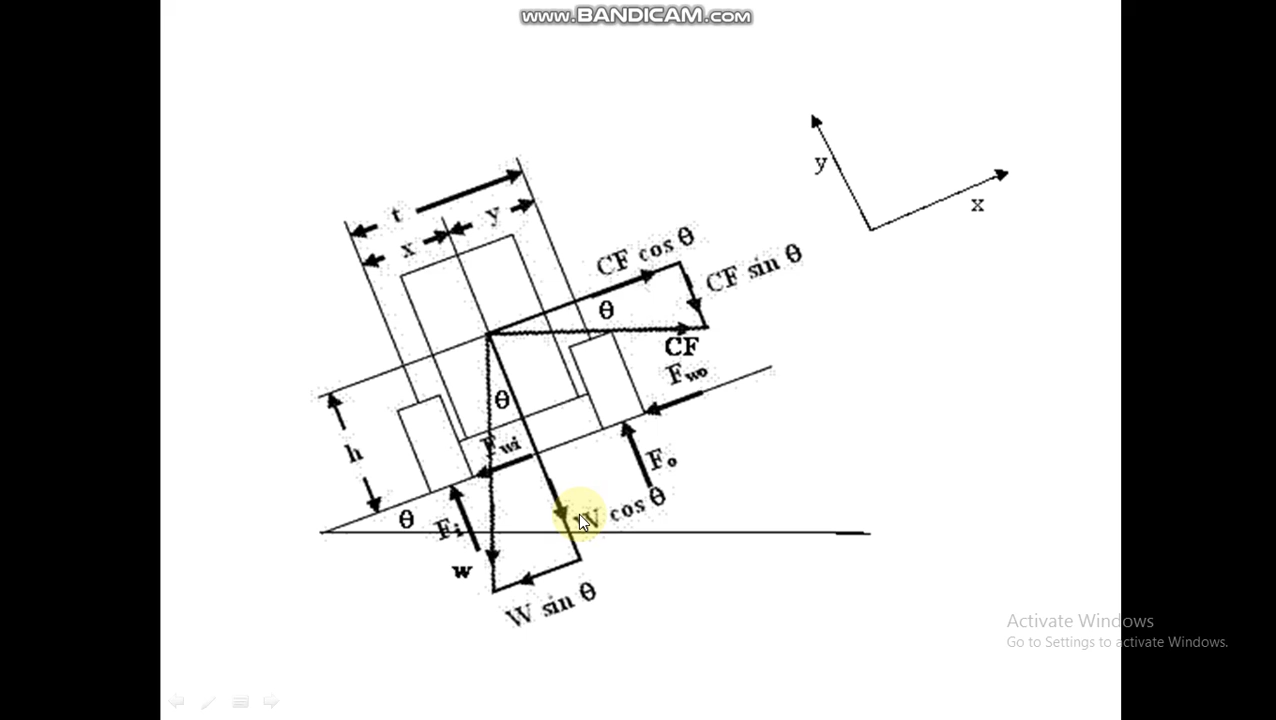 www.BANDICAM.com
y
x
t
x
y
CF cos θ
CF sin θ
θ
CF
Fwo
θ
h
Fwi
Fo
θ
Fi
W cos θ
w
W sin θ
Activate Windows
Go to Settings to activate Windows.